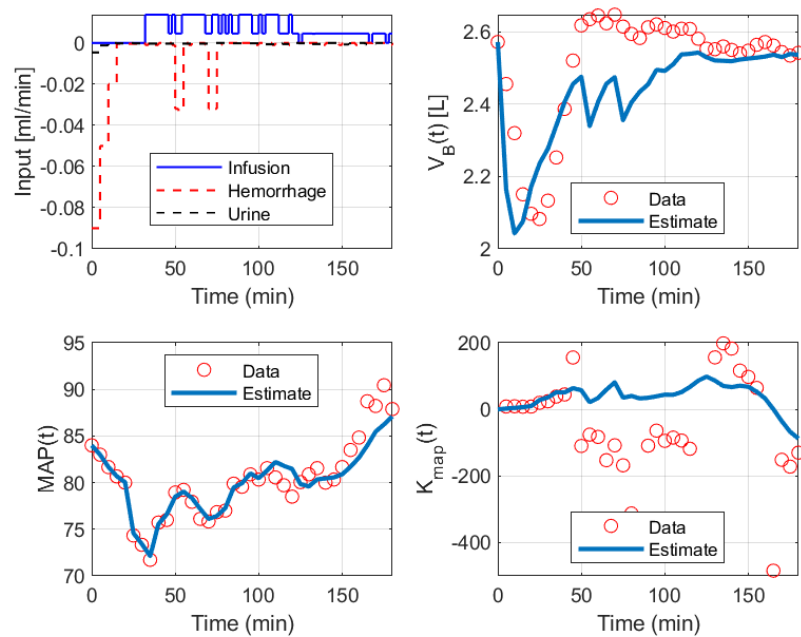 0
-0.02
-0.04
-0.06
-0.08
-0.1
Input [ml/min]
Infusion
Hemorrhage
Urine
0 50 100 150
Time (min)
2.6
2.4
2.2
2
V_B(t) [L]
Data
Estimate
0 50 100 150
Time (min)
95
90
85
80
75
70
MAP(t)
Data
Estimate
0 50 100 150
Time (min)
200
0
-200
-400
K_map(t)
Data
Estimate
0 50 100 150
Time (min)